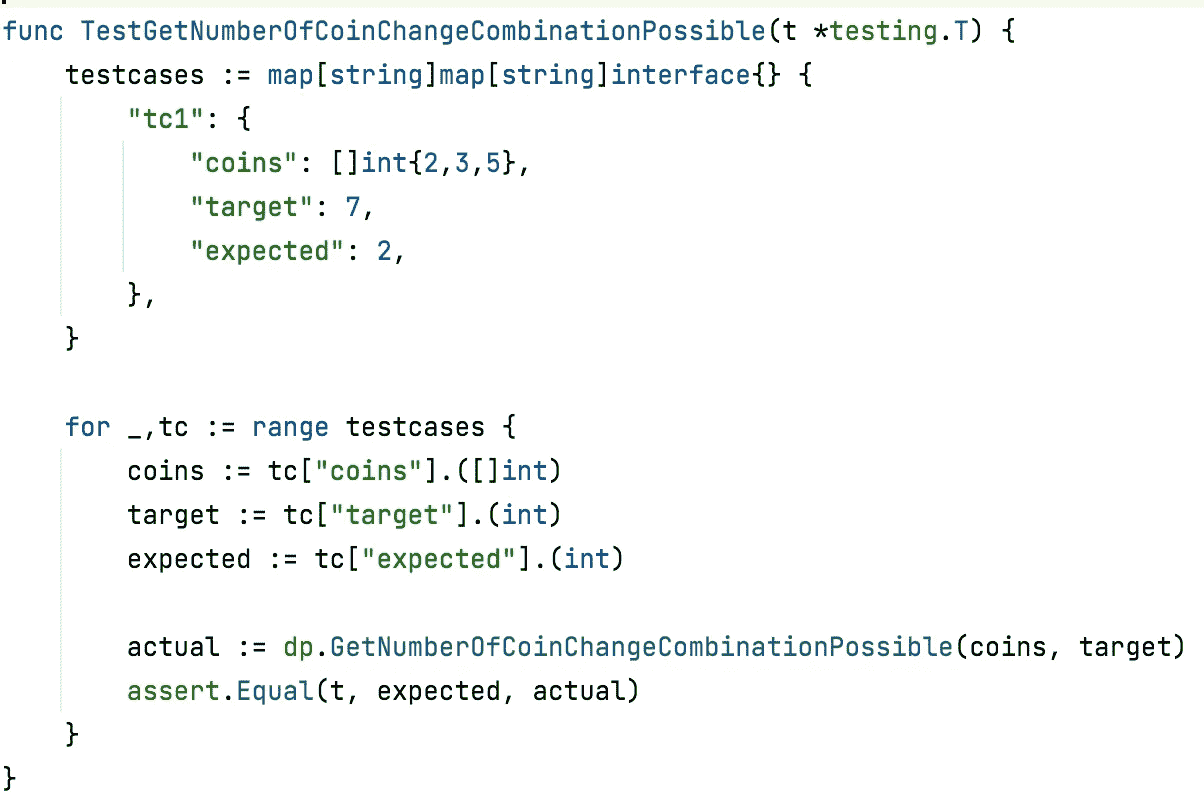 func TestGetNumberOfCoinChangeCombinationPossible(t *testing.T) {
    testcases := map[string]map[string]interface{} {
        "tc1": {
            "coins": []int{2,3,5},
            "target": 7,
            "expected": 2,
        },
    }

    for _,tc := range testcases {
        coins := tc["coins"].([]int)
        target := tc["target"].(int)
        expected := tc["expected"].(int)

        actual := dp.GetNumberOfCoinChangeCombinationPossible(coins, target)
        assert.Equal(t, expected, actual)
    }
}